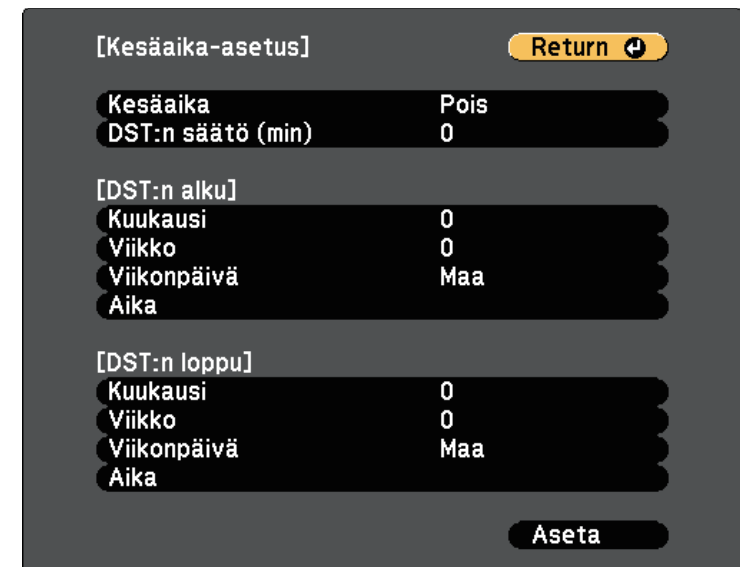 [Kesäaika-asetus] Return
Kesäaika Pois
DST:n säätö (min) 0
[DST:n alku]
Kuukausi 0
Viikko 0
Viikonpäivä Maa
Aika
[DST:n loppu]
Kuukausi 0
Viikko 0
Viikonpäivä Maa
Aika
Aseta